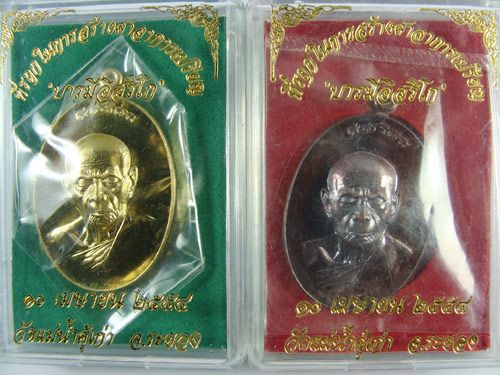 ที่ระลึกในการสร้างศาลาการเปรียญ
"บารมีอิสริโก"
๑๐ เมษายน ๒๕๕๔
วัดแม่น้ำคู้เก่า จ.ระยอง
ที่ระลึกในการสร้างศาลาการเปรียญ
"บารมีอิสริโก"
๑๐ เมษายน ๒๕๕๔
วัดแม่น้ำคู้เก่า จ.ระยอง